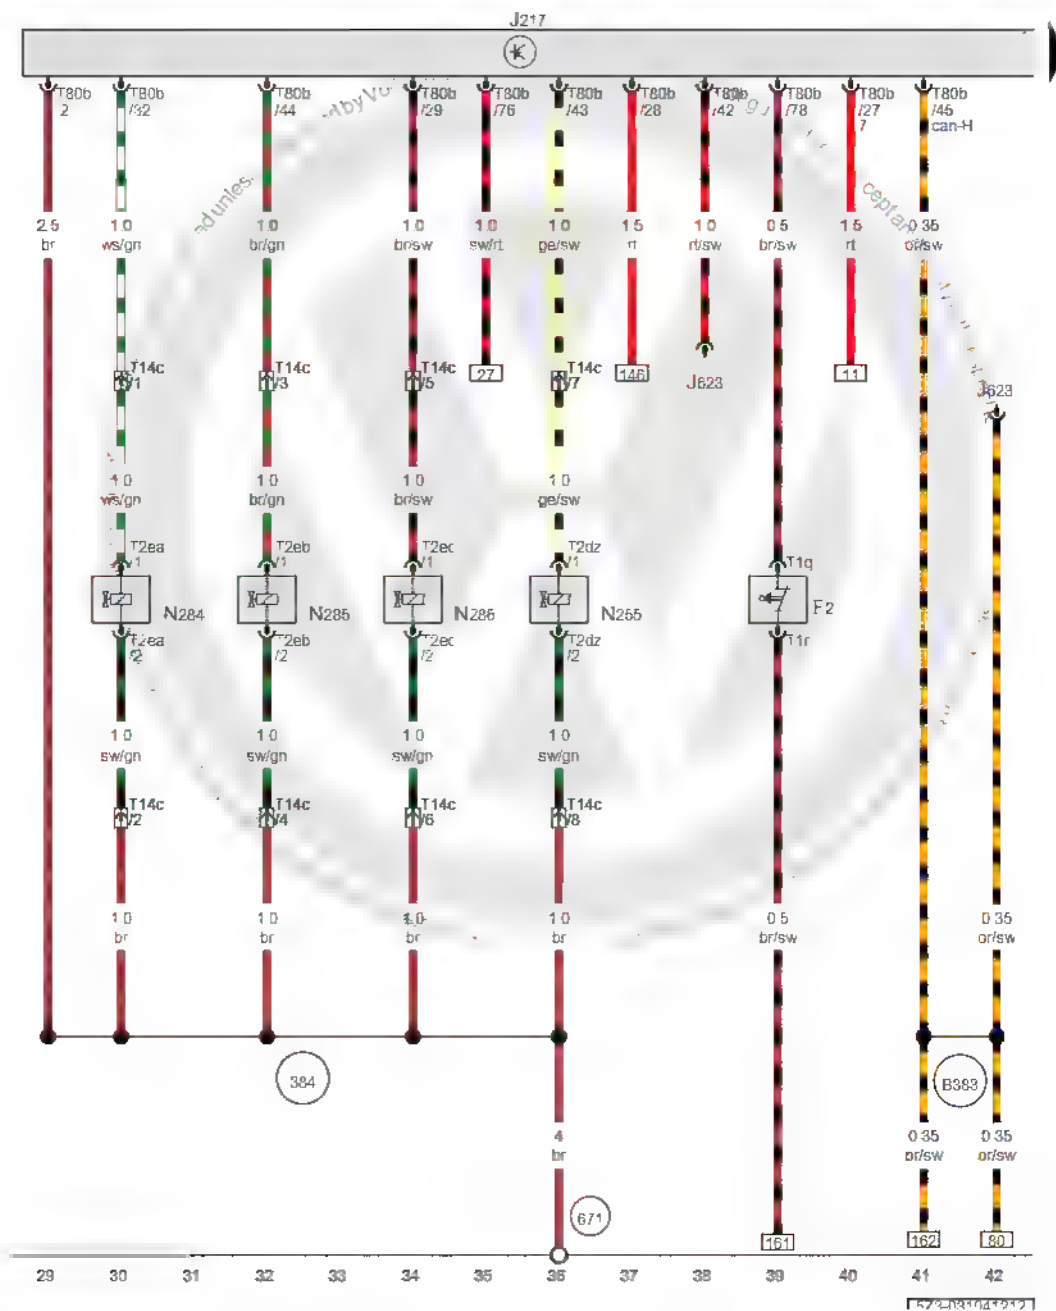 J217
T80b T80b T80b T80b T80b T80b T80b T80b T80b T80b T80b
2 /32 /44 /29 /76 /43 /28 /42 /78 /27 /45
7 can-H
2.5 1.0 1.0 1.0 1.0 1.0 1.5 1.0 0.5 1.5 0.35
br ws/gn br/gn br/sw sw/rt ge/sw rt rt/sw br/sw rt or/sw
T14c T14c T14c T14c
/1 /3 /5 27 /7 146 11
J623 J623
1.0 1.0 1.0 1.0
ws/gn br/gn br/sw ge/sw
T2ea T2eb T2ec T2dz T1q
/1 /1 /1 /1
N284 N285 N286 N255 F2
T2ea T2eb T2ec T2dz T1r
/2 /2 /2 /2
1.0 1.0 1.0 1.0
sw/gn sw/gn sw/gn sw/gn
T14c T14c T14c T14c
/2 /4 /6 /8
1.0 1.0 1.0 1.0 0.5 0.35
br br br br br/sw or/sw
384 B383
4 0.35 0.35
br or/sw or/sw
671
161 162 80
29 30 31 32 33 34 35 36 37 38 39 40 41 42